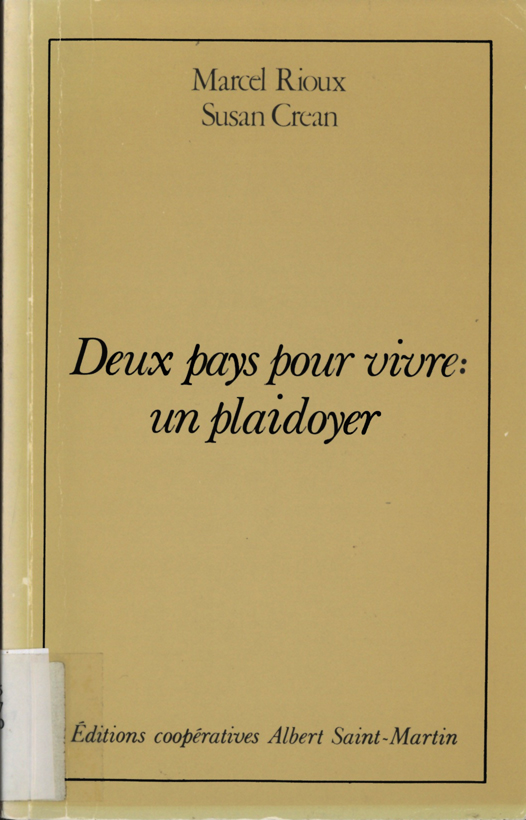 Marcel Rioux
Susan Crean
Deux pays pour vivre:
un plaidoyer
Éditions coopératives Albert Saint-Martin